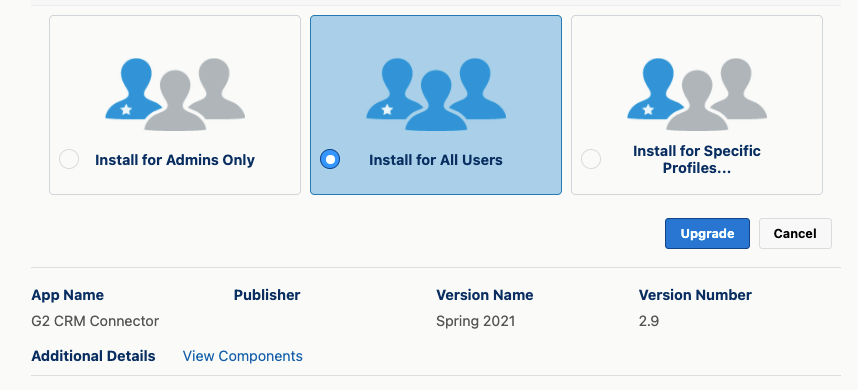 Install for Admins Only
Install for All Users
Install for Specific
Profiles...
Upgrade
Cancel
App Name
Publisher
Version Name
Version Number
G2 CRM Connector
Spring 2021
2.9
Additional Details
View Components